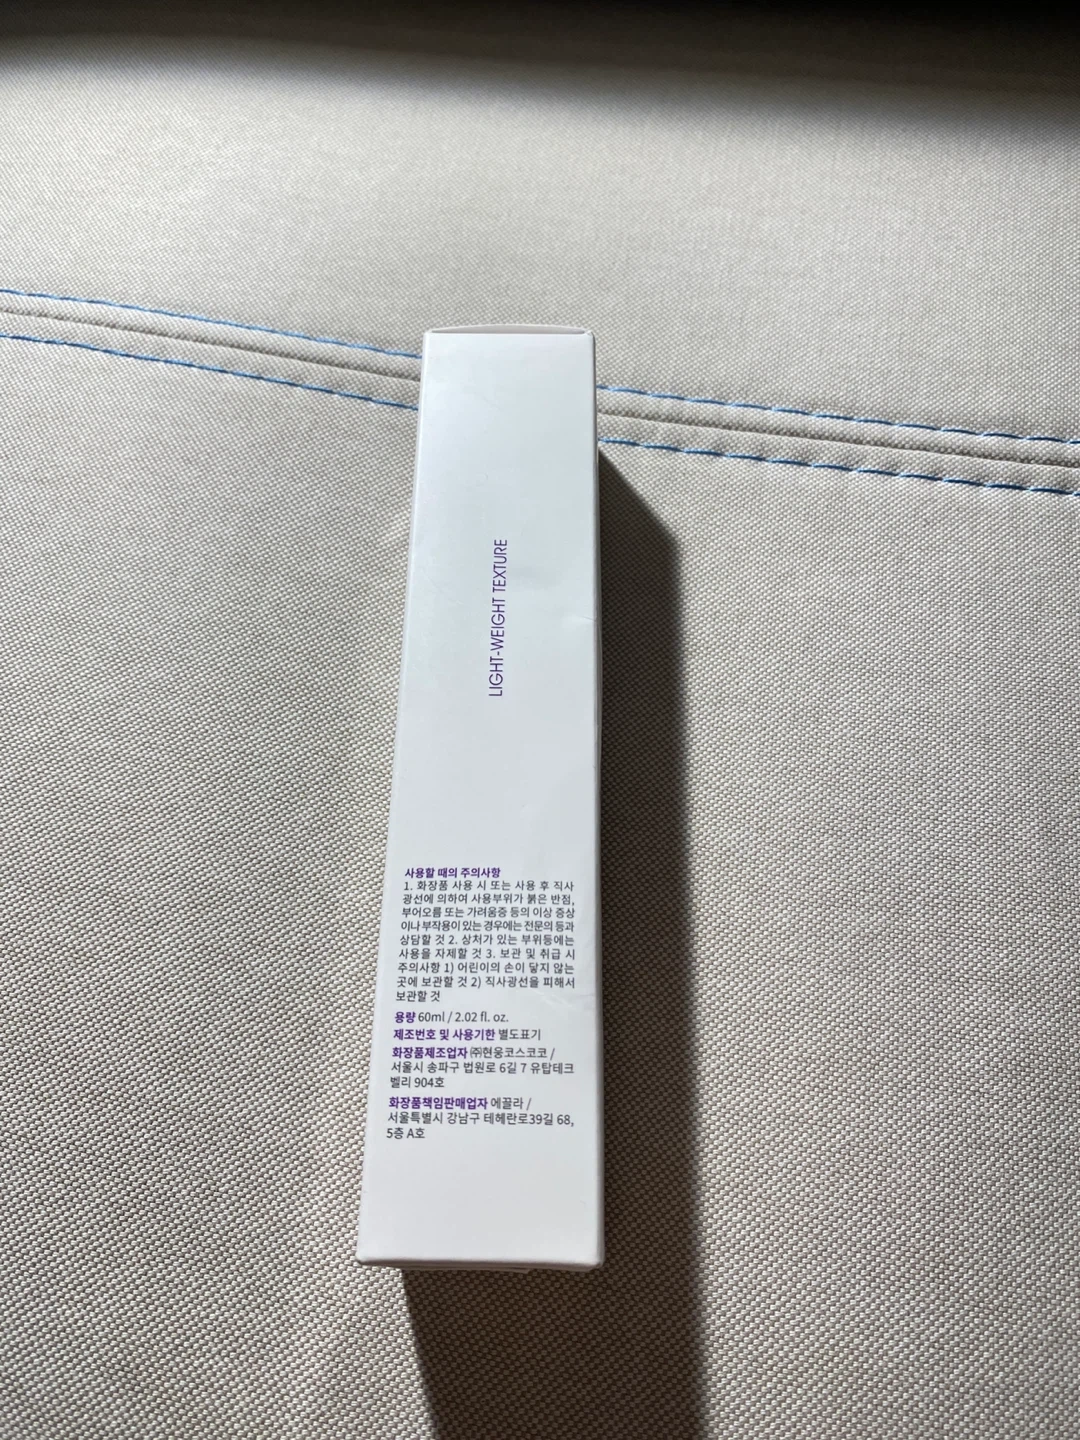 LIGHT-WEIGHT TEXTURE
사용할 때의 주의사항
1. 화장품 사용 시 또는 사용 후 직사
광선에 의하여 사용부위가 붉은 반점,
부어오름 또는 가려움증 등의 이상 증상
이나 부작용이 있는 경우에는 전문의 등과
상담할 것 2. 상처가 있는 부위등에는
사용을 자제할 것 3. 보관 및 취급 시
주의사항 1) 어린이의 손이 닿지 않는
곳에 보관할 것 2) 직사광선을 피해서
보관할 것
용량 60ml / 2.02 fl. oz.
제조번호 및 사용기한 별도표기
화장품제조업자 ㈜현웅코스코코 /
서울시 송파구 법원로 6길 7 유탑테크
벨리 904호
화장품책임판매업자 에끌라 /
서울특별시 강남구 테헤란로39길 68,
5층 A호